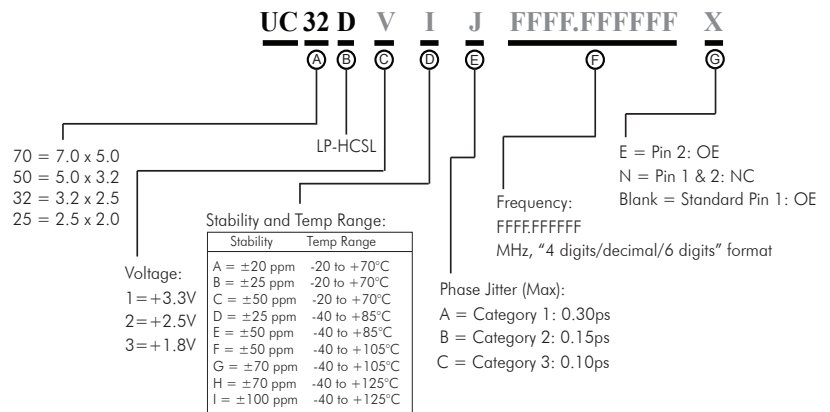 UC 32 D V I J FFFF.FFFFFF X
A B C D E F G
70 = 7.0 x 5.0
50 = 5.0 x 3.2
32 = 3.2 x 2.5
25 = 2.5 x 2.0
LP-HCSL
Voltage:
1=+3.3V
2=+2.5V
3=+1.8V
Stability and Temp Range:
Stability Temp Range
A = ±20 ppm -20 to +70°C
B = ±25 ppm -20 to +70°C
C = ±50 ppm -20 to +70°C
D = ±25 ppm -40 to +85°C
E = ±50 ppm -40 to +85°C
F = ±50 ppm -40 to +105°C
G = ±70 ppm -40 to +105°C
H = ±70 ppm -40 to +125°C
I = ±100 ppm -40 to +125°C
Phase Jitter (Max):
A = Category 1: 0.30ps
B = Category 2: 0.15ps
C = Category 3: 0.10ps
Frequency:
FFFF.FFFFFF
MHz, “4 digits/decimal/6 digits” format
E = Pin 2: OE
N = Pin 1 & 2: NC
Blank = Standard Pin 1: OE